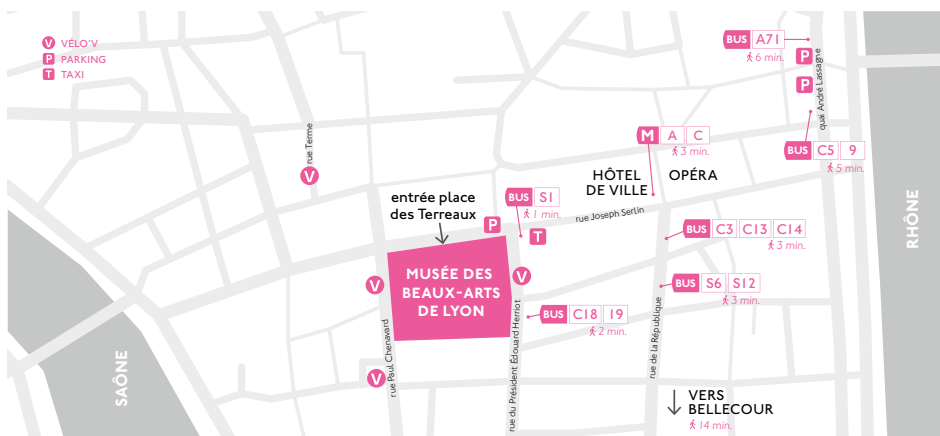 V VÉLO'V
P PARKING
T TAXI
BUS A71
6 min.
P
P
quai André Lassagne
M A C
3 min.
BUS C5 9
5 min.
rue Terme
V
HÔTEL
DE VILLE
OPÉRA
entrée place
des Terreaux
BUS S1
1 min.
P
T
rue Joseph Serlin
BUS C3 C13 C14
3 min.
RHÔNE
MUSÉE DES
BEAUX-ARTS
DE LYON
V
V
BUS S6 S12
3 min.
BUS C18 19
2 min.
rue Paul Chenavard
rue du Président Édouard Herriot
rue de la République
V
SAÔNE
VERS
BELLECOUR
14 min.